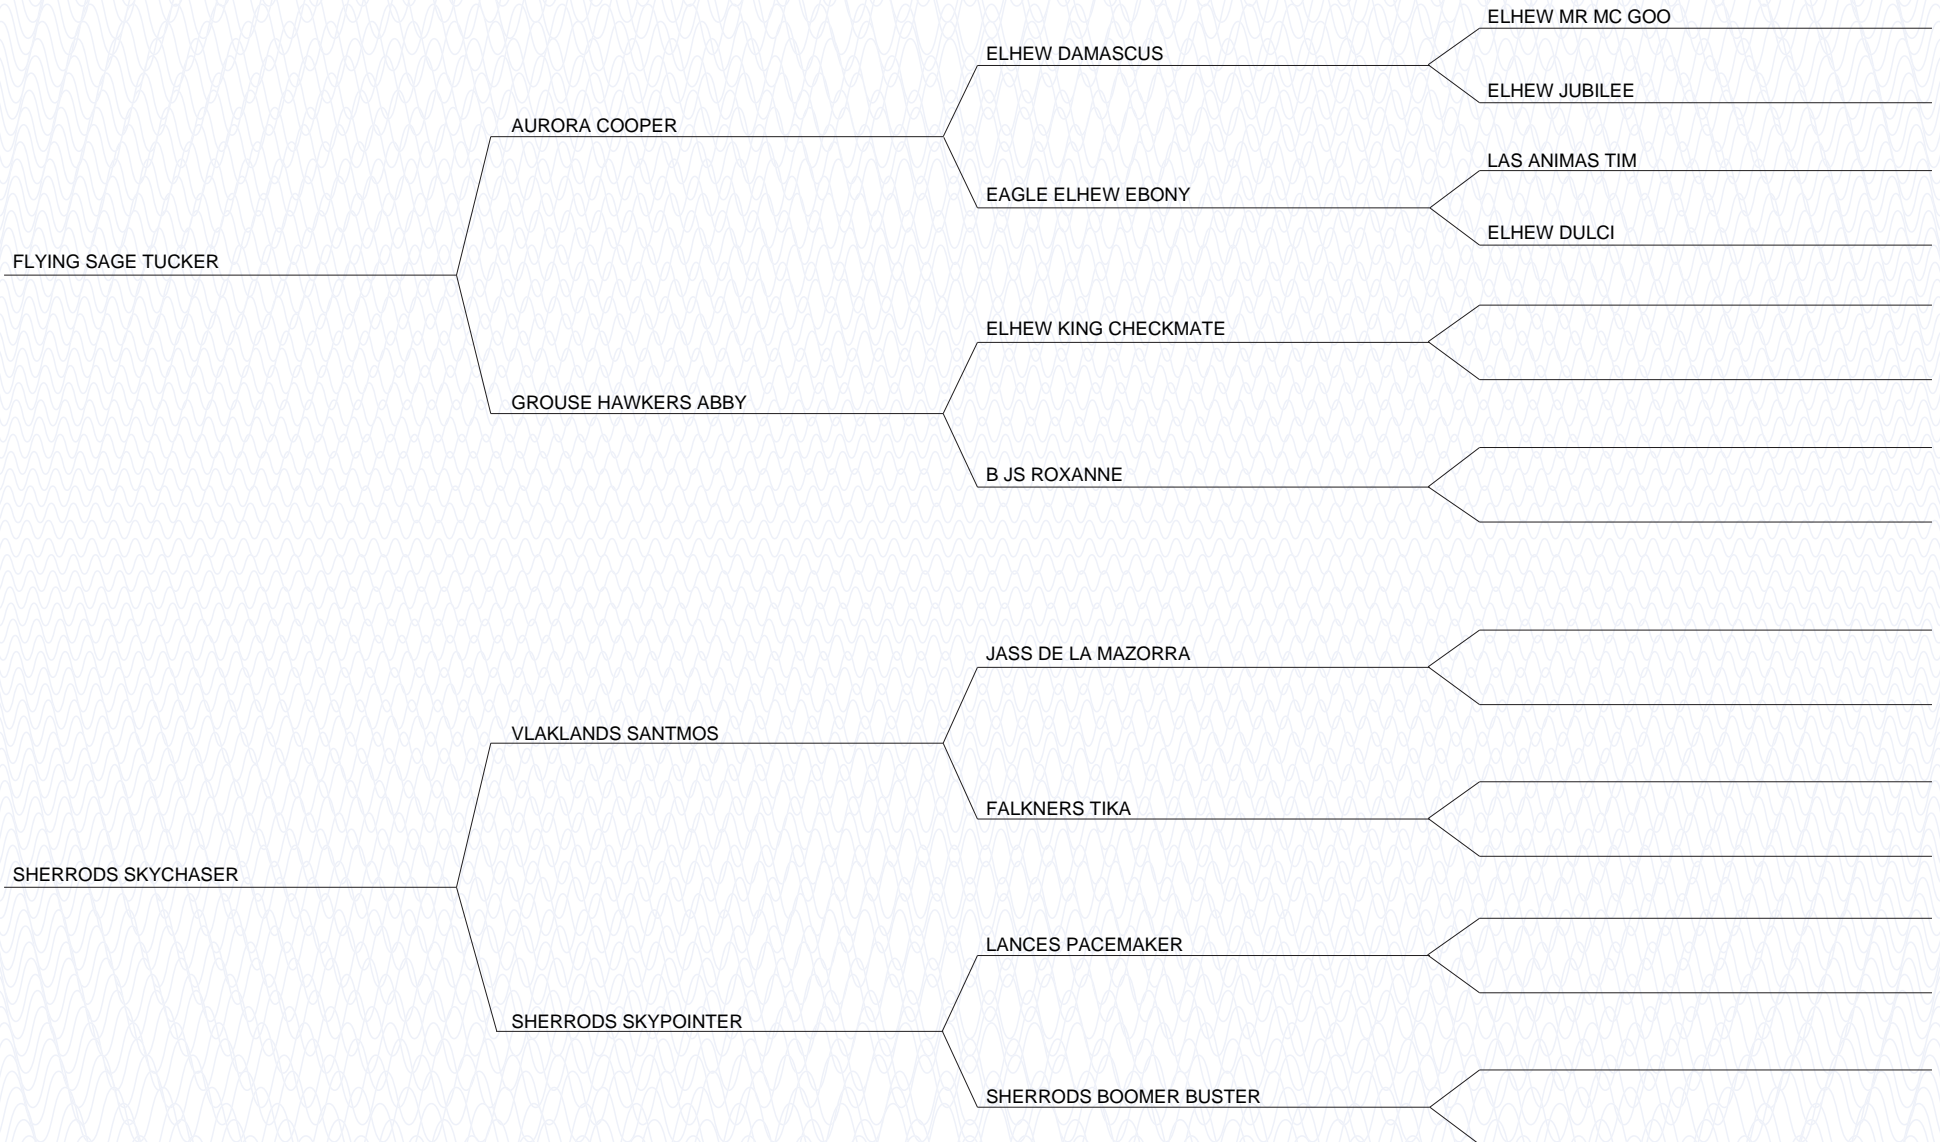 ELHEW MR MC GOO
ELHEW DAMASCUS
ELHEW JUBILEE
AURORA COOPER
LAS ANIMAS TIM
EAGLE ELHEW EBONY
ELHEW DULCI
FLYING SAGE TUCKER
ELHEW KING CHECKMATE
GROUSE HAWKERS ABBY
B JS ROXANNE
JASS DE LA MAZORRA
VLAKLANDS SANTMOS
FALKNERS TIKA
SHERRODS SKYCHASER
LANCES PACEMAKER
SHERRODS SKYPOINTER
SHERRODS BOOMER BUSTER